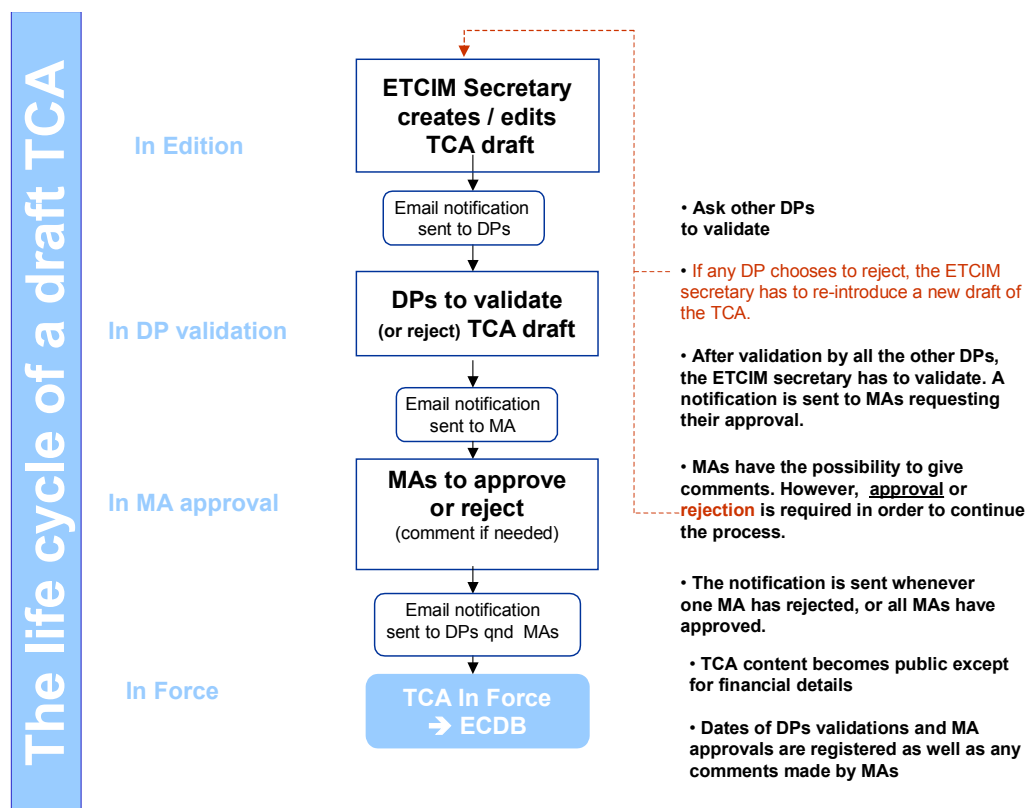 The life cycle of a draft TCA
In Edition
ETCIM Secretary
creates / edits
TCA draft
Email notification
sent to DPs
• Ask other DPs
to validate
In DP validation
DPs to validate
(or reject) TCA draft
• If any DP chooses to reject, the ETCIM
secretary has to re-introduce a new draft of
the TCA.
Email notification
sent to MA
• After validation by all the other DPs,
the ETCIM secretary has to validate. A
notification is sent to MAs requesting
their approval.
In MA approval
MAs to approve
or reject
(comment if needed)
• MAs have the possibility to give
comments. However, approval or
rejection is required in order to continue
the process.
Email notification
sent to DPs qnd MAs
• The notification is sent whenever
one MA has rejected, or all MAs have
approved.
In Force
TCA In Force
➔ ECDB
• TCA content becomes public except
for financial details
• Dates of DPs validations and MA
approvals are registered as well as any
comments made by MAs